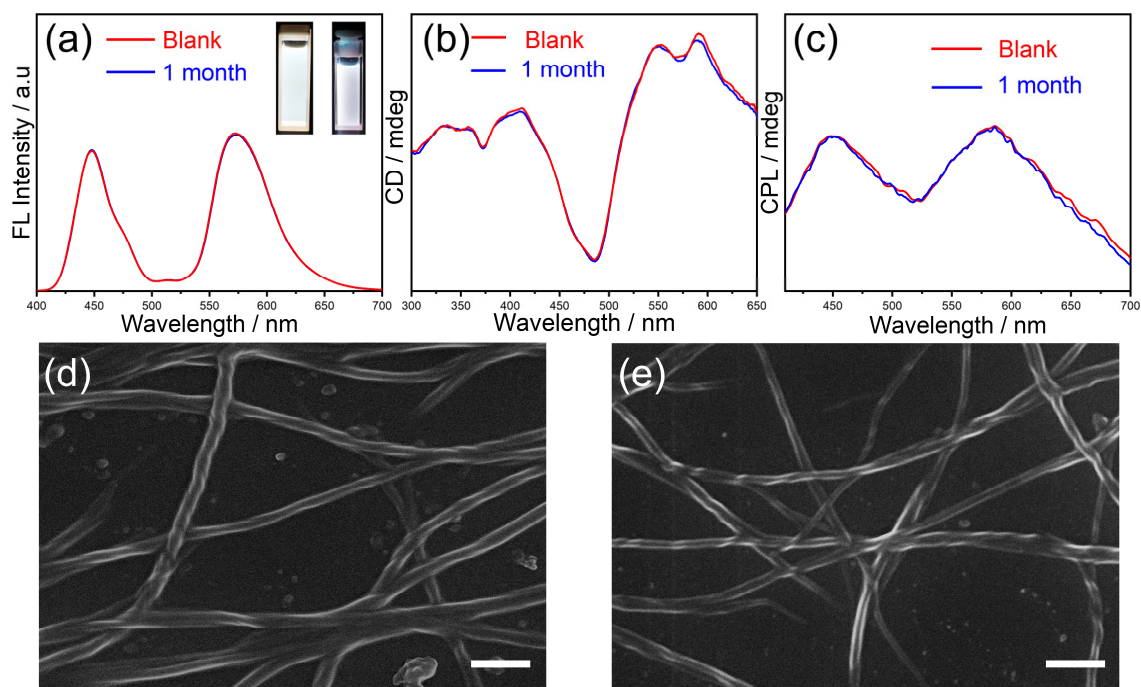 (a)
Blank
1 month
FL Intensity / a.u
400 450 500 550 600 650 700
Wavelength / nm
(b)
Blank
1 month
CD / mdeg
300 350 400 450 500 550 600 650
Wavelength / nm
(c)
Blank
1 month
CPL / mdeg
450 500 550 600 650 700
Wavelength / nm
(d)
(e)